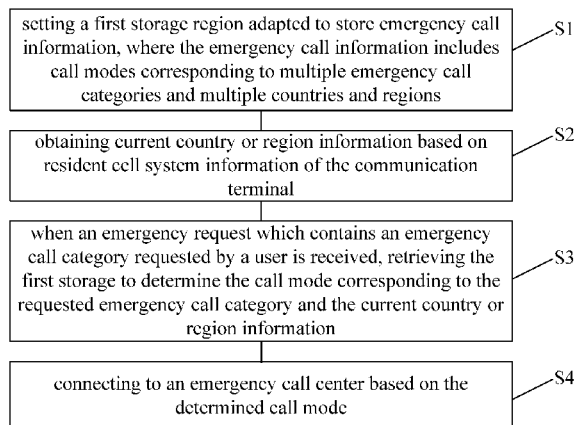 setting a first storage region adapted to store emergency call
information, where the emergency call information includes
call modes corresponding to multiple emergency call
categories and multiple countries and regions
S1
obtaining current country or region information based on
resident cell system information of the communication
terminal
S2
when an emergency request which contains an emergency
call category requested by a user is received, retrieving the
first storage to determine the call mode corresponding to the
requested emergency call category and the current country or
region information
S3
connecting to an emergency call center based on the
determined call mode
S4